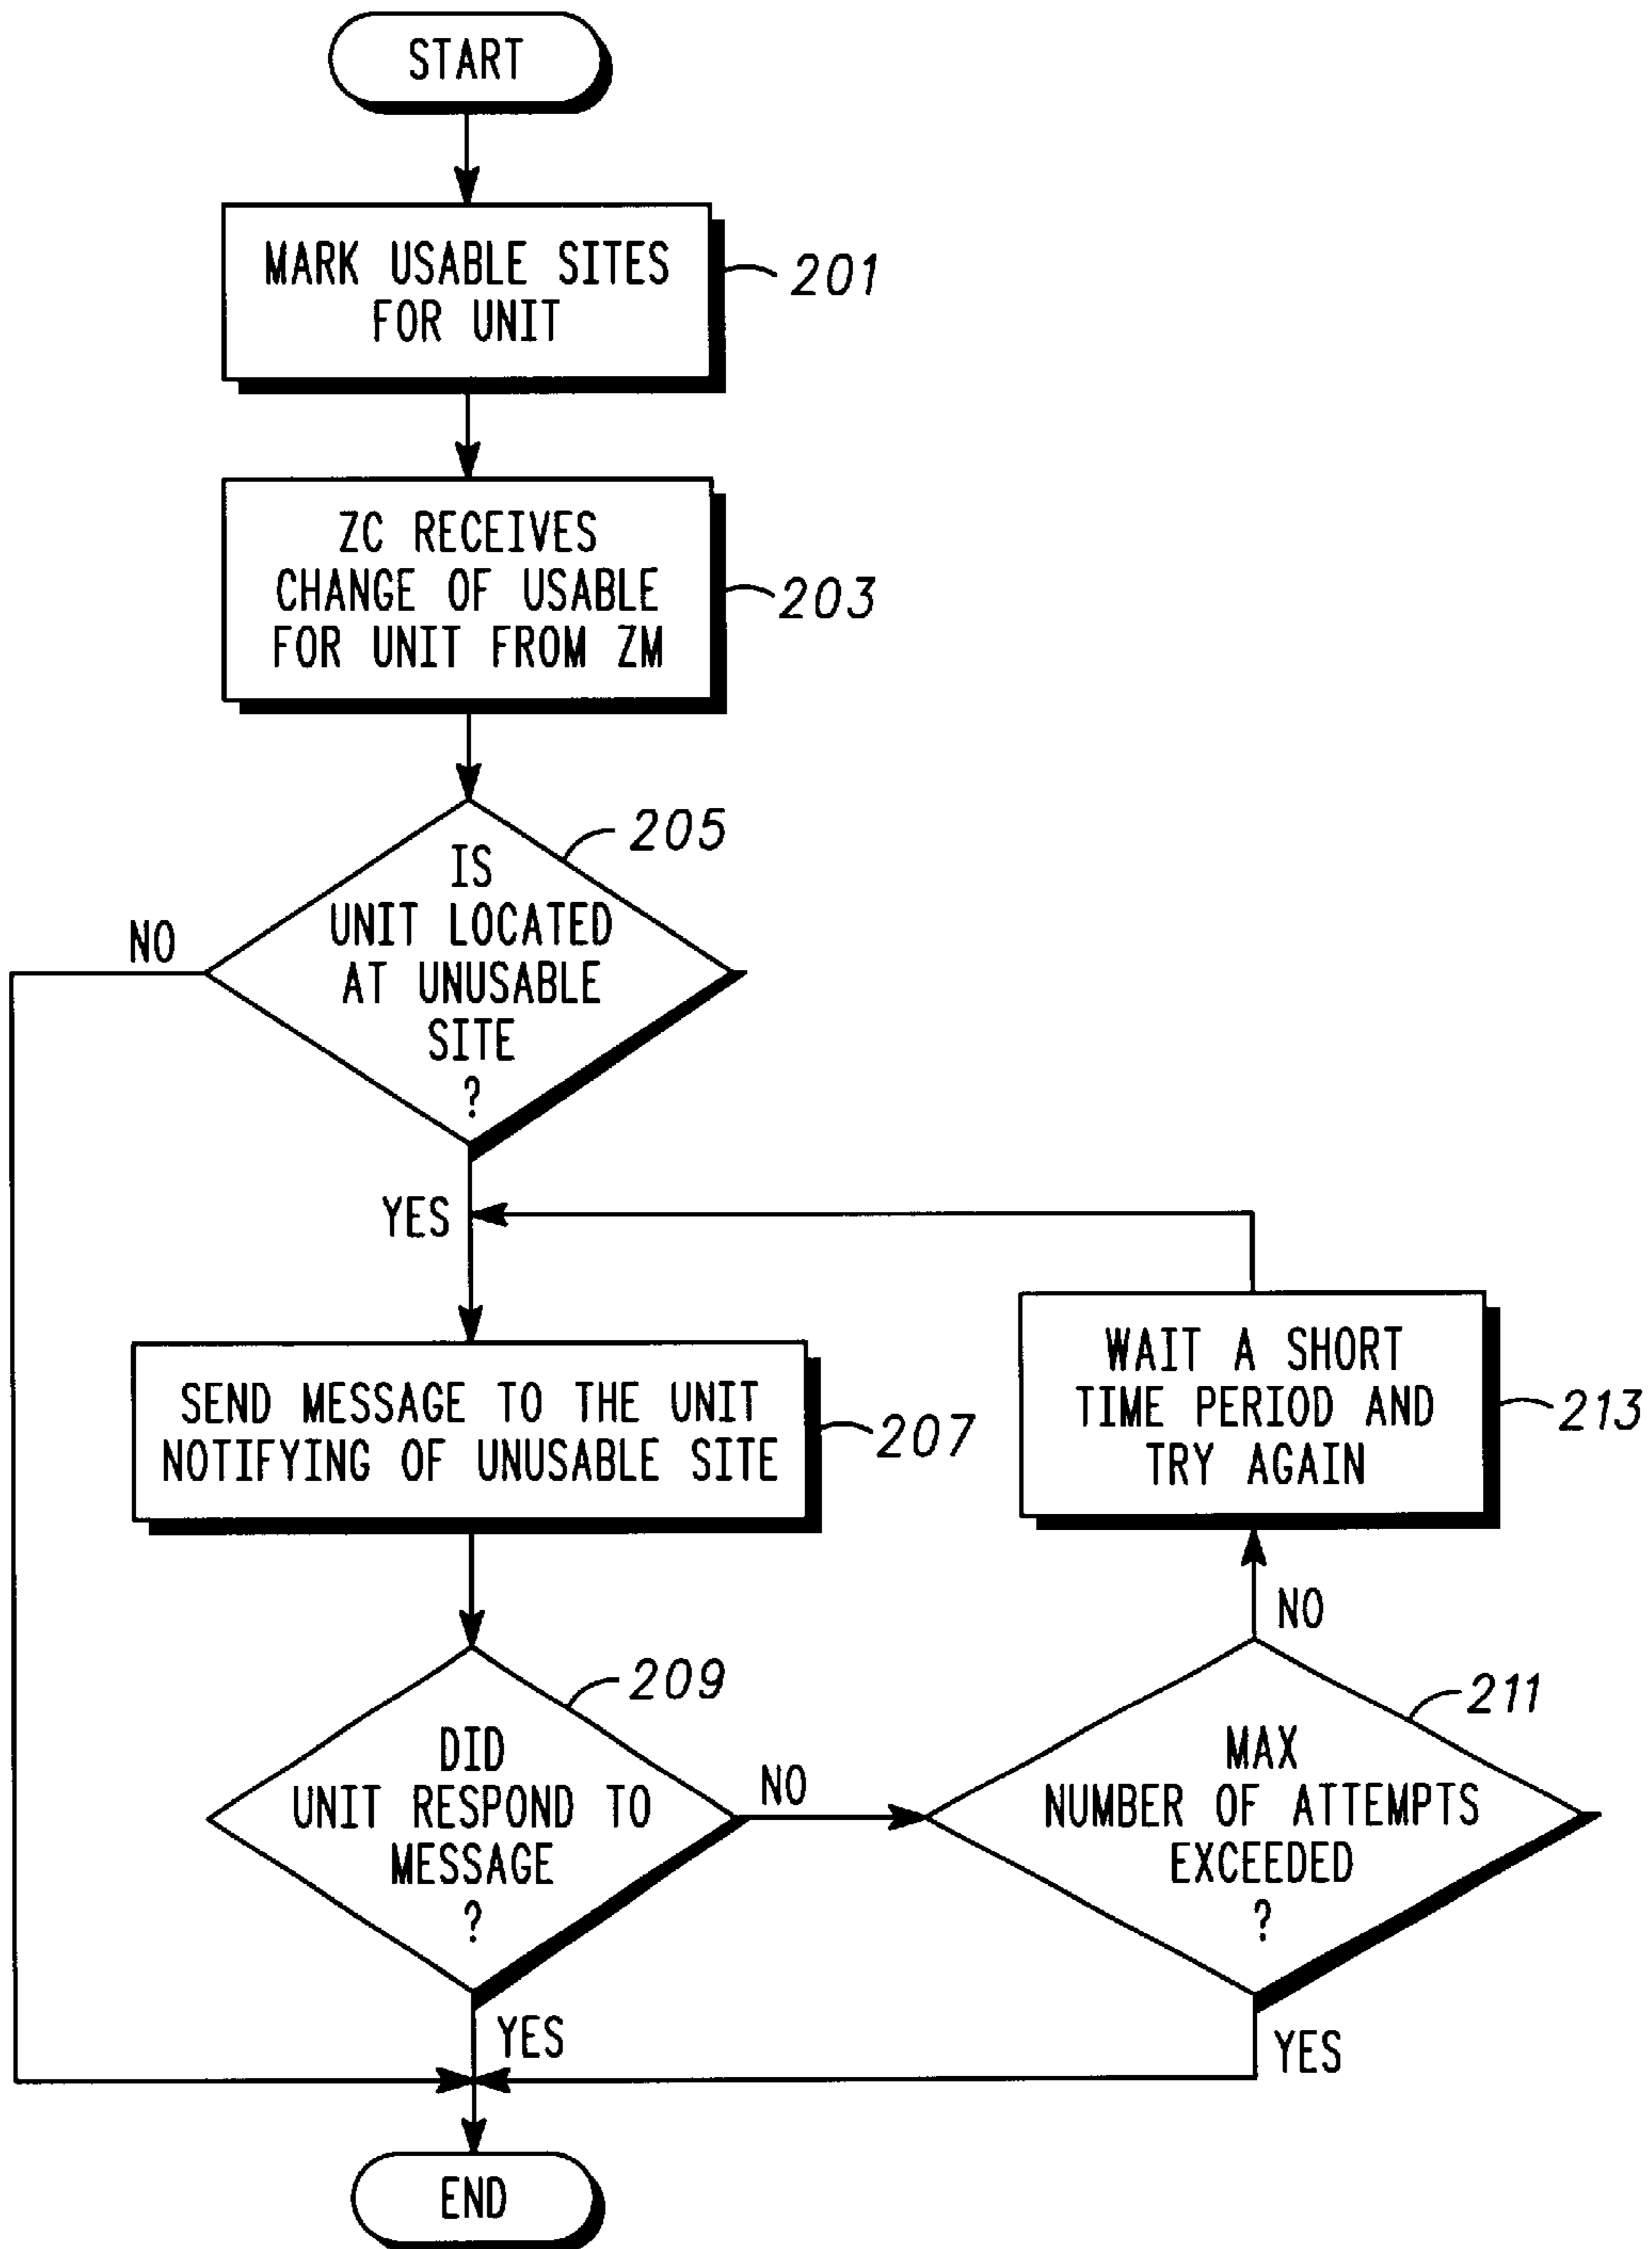 START
MARK USABLE SITES
FOR UNIT
201
ZC RECEIVES
CHANGE OF USABLE
FOR UNIT FROM ZM
203
205
IS
UNIT LOCATED
AT UNUSABLE
SITE
?
NO
YES
SEND MESSAGE TO THE UNIT
NOTIFYING OF UNUSABLE SITE
207
WAIT A SHORT
TIME PERIOD AND
TRY AGAIN
213
NO
209
DID
UNIT RESPOND TO
MESSAGE
?
NO
211
MAX
NUMBER OF ATTEMPTS
EXCEEDED
?
YES
YES
END